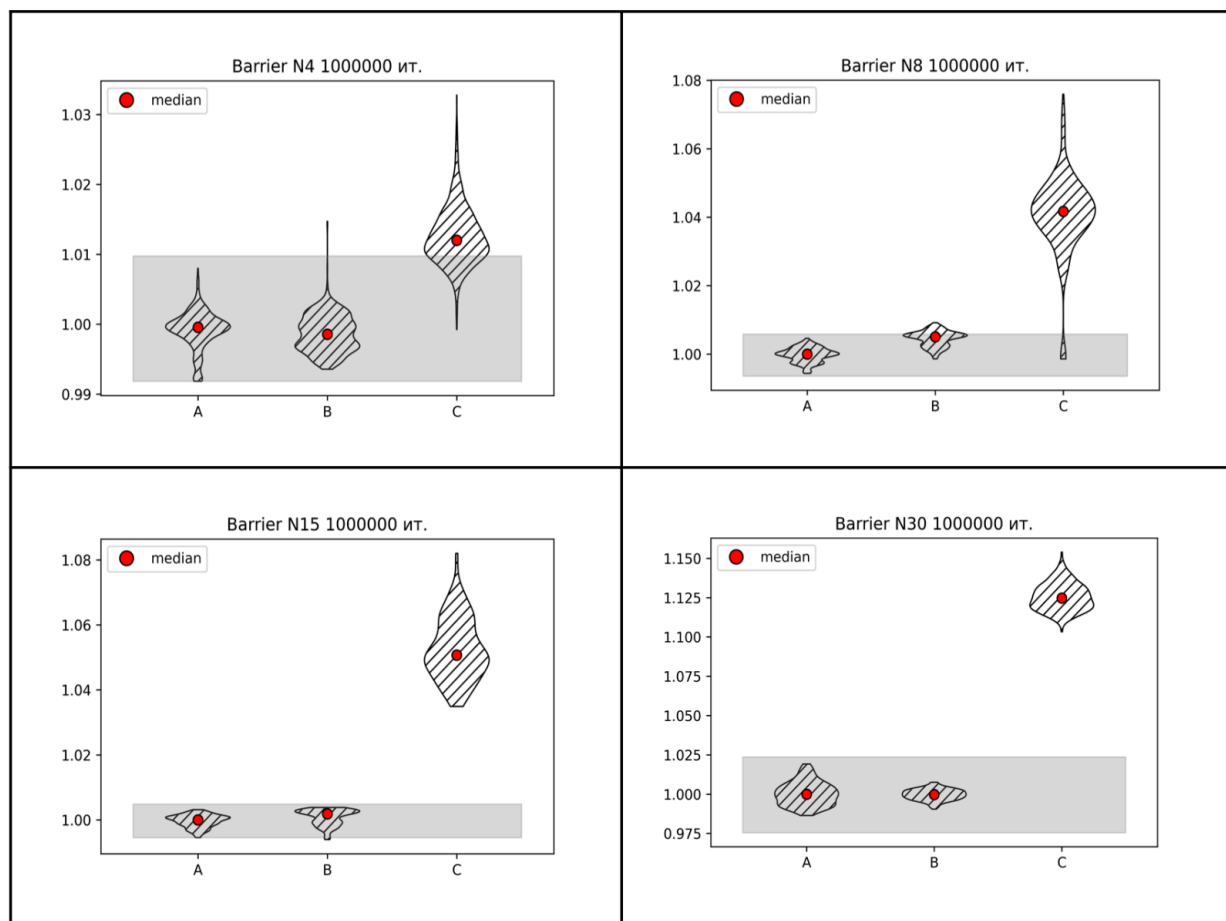 Barrier N4 1000000 ит.
median
1.03
1.02
1.01
1.00
0.99
A B C
Barrier N8 1000000 ит.
median
1.08
1.06
1.04
1.02
1.00
A B C
Barrier N15 1000000 ит.
median
1.08
1.06
1.04
1.02
1.00
A B C
Barrier N30 1000000 ит.
median
1.150
1.125
1.100
1.075
1.050
1.025
1.000
0.975
A B C